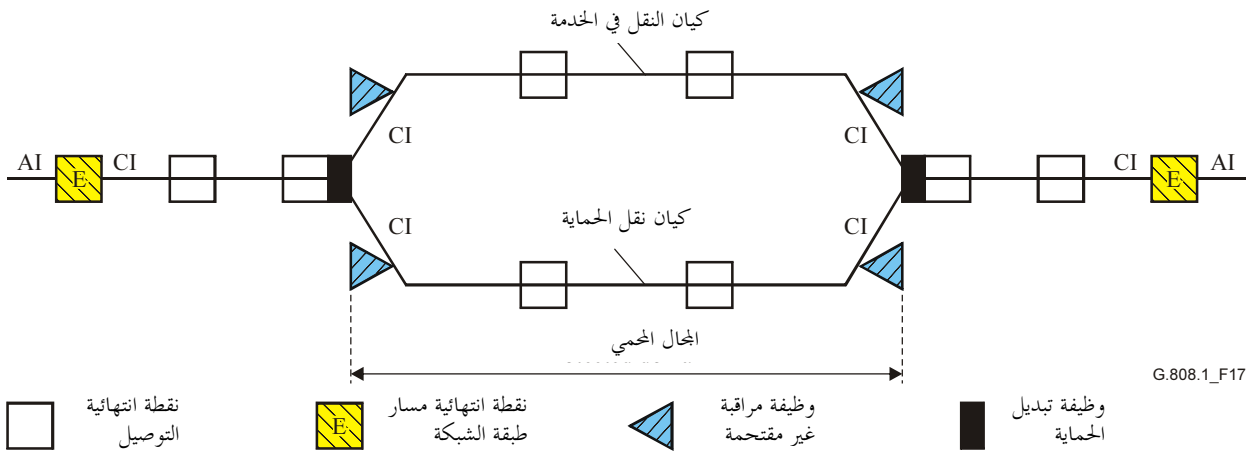 كيان النقل في الخدمة
CI CI
AI E CI CI E AI
CI CI
كيان نقل الحماية
المجال المحمي
G.808.1_F17
وظيفة تبديل
الحماية
وظيفة مراقبة
غير مقتحمة
نقطة انتهائية مسار
طبقة الشبكة
E
نقطة انتهائية
التوصيل